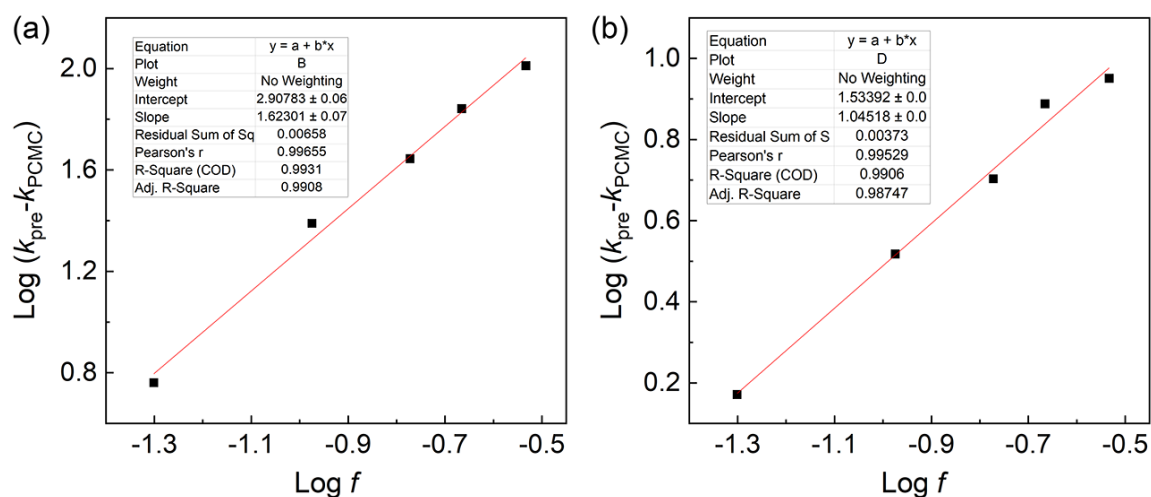 (a)
Equation y = a + b*x
Plot B
Weight No Weighting
Intercept 2.90783 ± 0.06
Slope 1.62301 ± 0.07
Residual Sum of Sq 0.00658
Pearson's r 0.99655
R-Square (COD) 0.9931
Adj. R-Square 0.9908
Log (kpre-kPCMC)
2.0
1.6
1.2
0.8
-1.3 -1.1 -0.9 -0.7 -0.5
Log f
(b)
Equation y = a + b*x
Plot D
Weight No Weighting
Intercept 1.53392 ± 0.0
Slope 1.04518 ± 0.0
Residual Sum of S 0.00373
Pearson's r 0.99529
R-Square (COD) 0.9906
Adj. R-Square 0.98747
Log (kpre-kPCMC)
1.0
0.8
0.6
0.4
0.2
-1.3 -1.1 -0.9 -0.7 -0.5
Log f